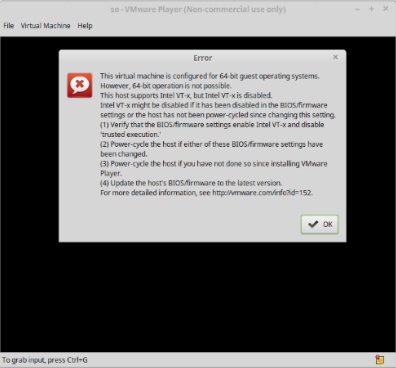 so - VMware Player (Non-commercial use only)
File Virtual Machine Help
Error
This virtual machine is configured for 64-bit guest operating systems.
However, 64-bit operation is not possible.
This host supports Intel VT-x, but Intel VT-x is disabled.
Intel VT-x might be disabled if it has been disabled in the BIOS/firmware
settings or the host has not been power-cycled since changing this setting.
(1) Verify that the BIOS/firmware settings enable Intel VT-x and disable
'trusted execution.'
(2) Power-cycle the host if either of these BIOS/firmware settings have
been changed.
(3) Power-cycle the host if you have not done so since installing VMware
Player.
(4) Update the host's BIOS/firmware to the latest version.
For more detailed information, see http://vmware.com/info?id=152.
OK
To grab input, press Ctrl+G